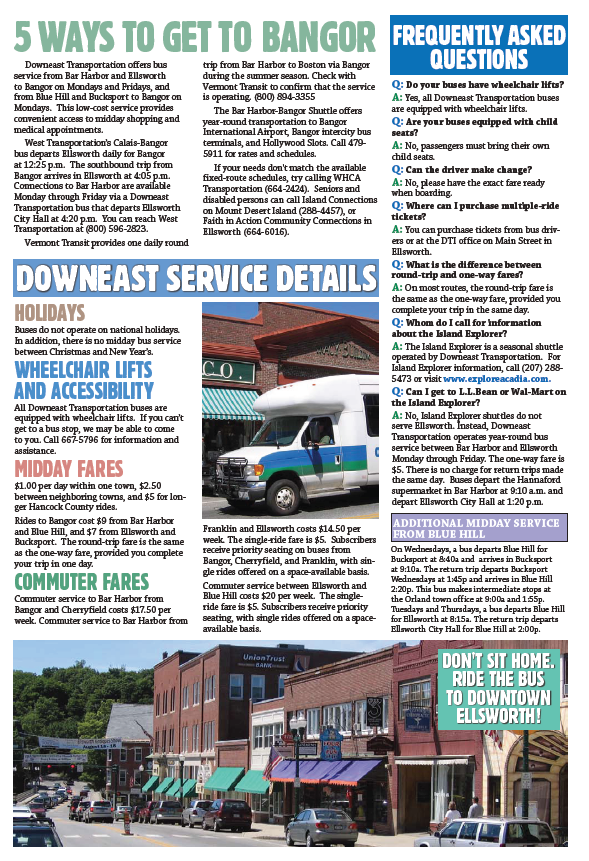 5 WAYS TO GET TO BANGOR
Downeast Transportation offers bus
service from Bar Harbor and Ellsworth
to Bangor on Mondays and Fridays, and
from Blue Hill and Bucksport to Bangor on
Mondays. This low-cost service provides
convenient access to midday shopping and
medical appointments.
West Transportation's Calais-Bangor
bus departs Ellsworth daily for Bangor
at 12:25 p.m. The southbound trip from
Bangor arrives in Ellsworth at 4:05 p.m.
Connections to Bar Harbor are available
Monday through Friday via a Downeast
Transportation bus that departs Ellsworth
City Hall at 4:20 p.m. You can reach West
Transportation at (800) 596-2823.
Vermont Transit provides one daily round
trip from Bar Harbor to Boston via Bangor
during the summer season. Check with
Vermont Transit to confirm that the service
is operating. (800) 894-3355
The Bar Harbor-Bangor Shuttle offers
year-round transportation to Bangor
International Airport, Bangor intercity bus
terminals, and Hollywood Slots. Call 479-
5911 for rates and schedules.
If your needs don't match the available
fixed-route schedules, try calling WHCA
Transportation (664-2424). Seniors and
disabled persons can call Island Connections
on Mount Desert Island (288-4457), or
Faith in Action Community Connections in
Ellsworth (664-6016).
DOWNEAST SERVICE DETAILS
HOLIDAYS
Buses do not operate on national holidays.
In addition, there is no midday bus service
between Christmas and New Year's.
WHEELCHAIR LIFTS
AND ACCESSIBILITY
All Downeast Transportation buses are
equipped with wheelchair lifts. If you can't
get to a bus stop, we may be able to come
to you. Call 667-5796 for information and
assistance.
MIDDAY FARES
$1.00 per day within one town, $2.50
between neighboring towns, and $5 for lon-
ger Hancock County rides.
Rides to Bangor cost $9 from Bar Harbor
and Blue Hill, and $7 from Ellsworth and
Bucksport. The round-trip fare is the same
as the one-way fare, provided you complete
your trip in one day.
COMMUTER FARES
Commuter service to Bar Harbor from
Bangor and Cherryfield costs $17.50 per
week. Commuter service to Bar Harbor from
CO.
Franklin and Ellsworth costs $14.50 per
week. The single-ride fare is $5. Subscribers
receive priority seating on buses from
Bangor, Cherryfield, and Franklin, with sin-
gle rides offered on a space-available basis.
Commuter service between Ellsworth and
Blue Hill costs $20 per week. The single-
ride fare is $5. Subscribers receive priority
seating, with single rides offered on a space-
available basis.
FREQUENTLY ASKED
QUESTIONS
Q: Do your buses have wheelchair lifts?
A: Yes, all Downeast Transportation buses
are equipped with wheelchair lifts.
Q: Are your buses equipped with child
seats?
A: No, passengers must bring their own
child seats.
Q: Can the driver make change?
A: No, please have the exact fare ready
when boarding.
Q: Where can I purchase multiple-ride
tickets?
A: You can purchase tickets from bus driv-
ers or at the DTI office on Main Street in
Ellsworth.
Q: What is the difference between
round-trip and one-way fares?
A: On most routes, the round-trip fare is
the same as the one-way fare, provided you
complete your trip in the same day.
Q: Whom do I call for information
about the Island Explorer?
A: The Island Explorer is a seasonal shuttle
operated by Downeast Transportation. For
Island Explorer information, call (207) 288-
5473 or visit www.exploreacadia.com.
Q: Can I get to L.L.Bean or Wal-Mart on
the Island Explorer?
A: No, Island Explorer shuttles do not
serve Ellsworth. Instead, Downeast
Transportation operates year-round bus
service between Bar Harbor and Ellsworth
Monday through Friday. The one-way fare is
$5. There is no charge for return trips made
the same day. Buses depart the Hannaford
supermarket in Bar Harbor at 9:10 a.m. and
depart Ellsworth City Hall at 1:20 p.m.
ADDITIONAL MIDDAY SERVICE
FROM BLUE HILL
On Wednesdays, a bus departs Blue Hill for
Bucksport at 8:40a and arrives in Bucksport
at 9:10a. The return trip departs Bucksport
Wednesdays at 1:45p and arrives in Blue Hill
2:20p. This bus makes intermediate stops at
the Orland town office at 9:00a and 1:55p.
Tuesdays and Thursdays, a bus departs Blue Hill
for Ellsworth at 8:15a. The return trip departs
Ellsworth City Hall for Blue Hill at 2:00p.
UnionTrust
BANK
DON'T SIT HOME.
RIDE THE BUS
TO DOWNTOWN
ELLSWORTH!